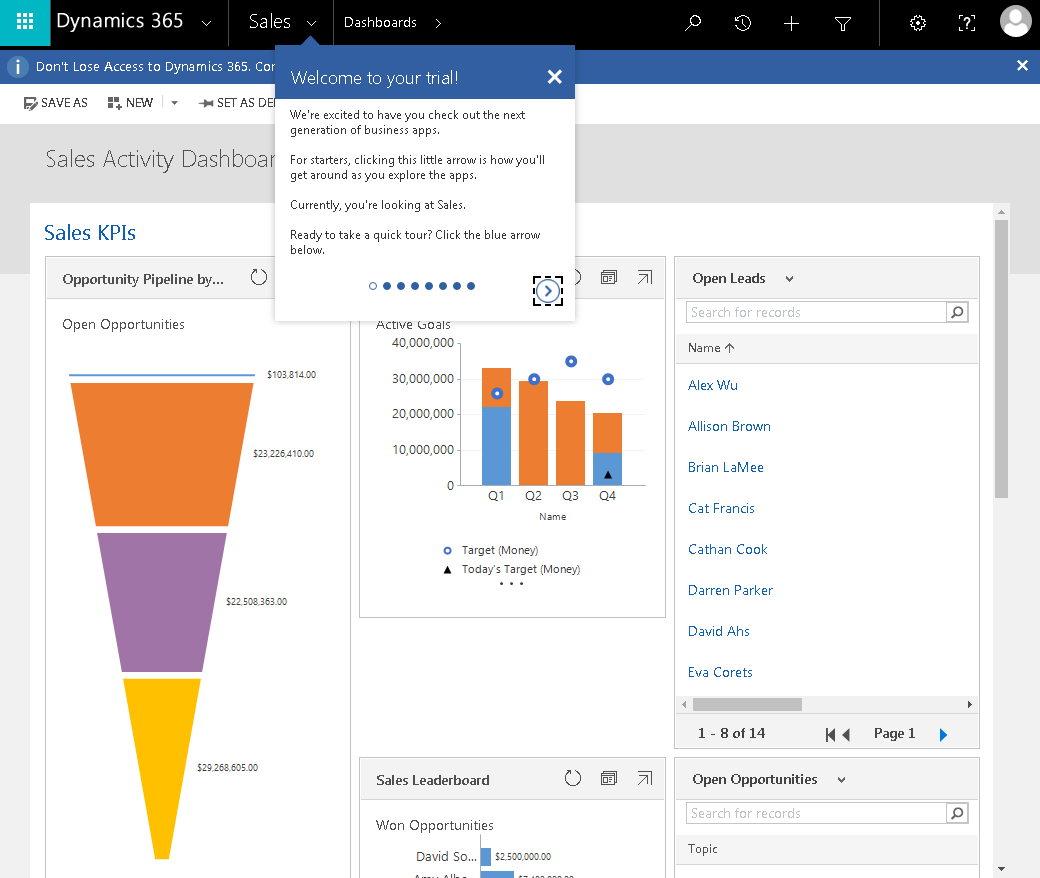 Dynamics 365
Sales
Dashboards
Don't Lose Access to Dynamics 365. Con
SAVE AS
NEW
SET AS DE
Welcome to your trial!
We're excited to have you check out the next
generation of business apps.
For starters, clicking this little arrow is how you'll
get around as you explore the apps.
Currently, you're looking at Sales.
Ready to take a quick tour? Click the blue arrow
below.
Sales Activity Dashboar
Sales KPIs
Opportunity Pipeline by...
Open Opportunities
$103,814.00
$23,226,410.00
$22,508,363.00
$29,268,605.00
Active Goals
40,000,000
30,000,000
20,000,000
10,000,000
0
Q1 Q2 Q3 Q4
Name
Target (Money)
Today's Target (Money)
Sales Leaderboard
Won Opportunities
David So... $2,500,000.00
Open Leads
Search for records
Name
Alex Wu
Allison Brown
Brian LaMee
Cat Francis
Cathan Cook
Darren Parker
David Ahs
Eva Corets
1 - 8 of 14 Page 1
Open Opportunities
Search for records
Topic